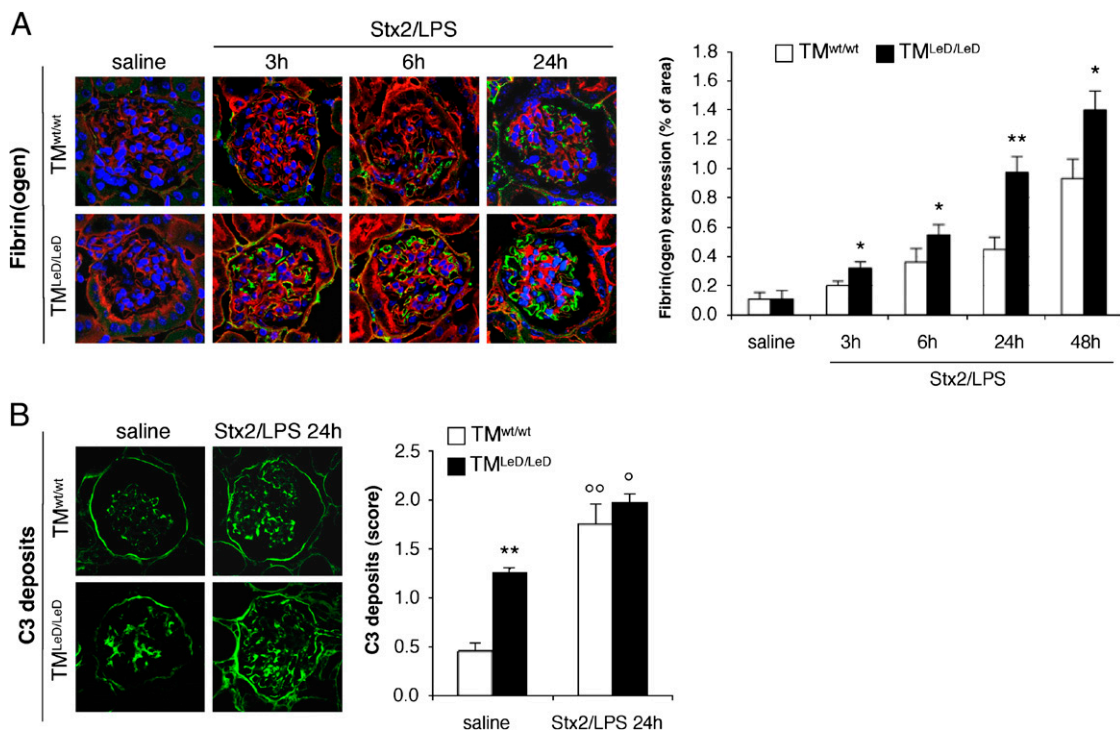 A
Stx2/LPS
saline 3h 6h 24h
Fibrin(ogen)
TMwt/wt
TMLeD/LeD
TMwt/wt TMLeD/LeD
Fibrin(ogen) expression (% of area)
1.8
1.6
1.4
1.2
1.0
0.8
0.6
0.4
0.2
0.0
* * ** *
saline 3h 6h 24h 48h
Stx2/LPS
B
saline Stx2/LPS 24h
C3 deposits
TMwt/wt
TMLeD/LeD
TMwt/wt
TMLeD/LeD
C3 deposits (score)
2.5
2.0
1.5
1.0
0.5
0.0
** °° °
saline Stx2/LPS 24h